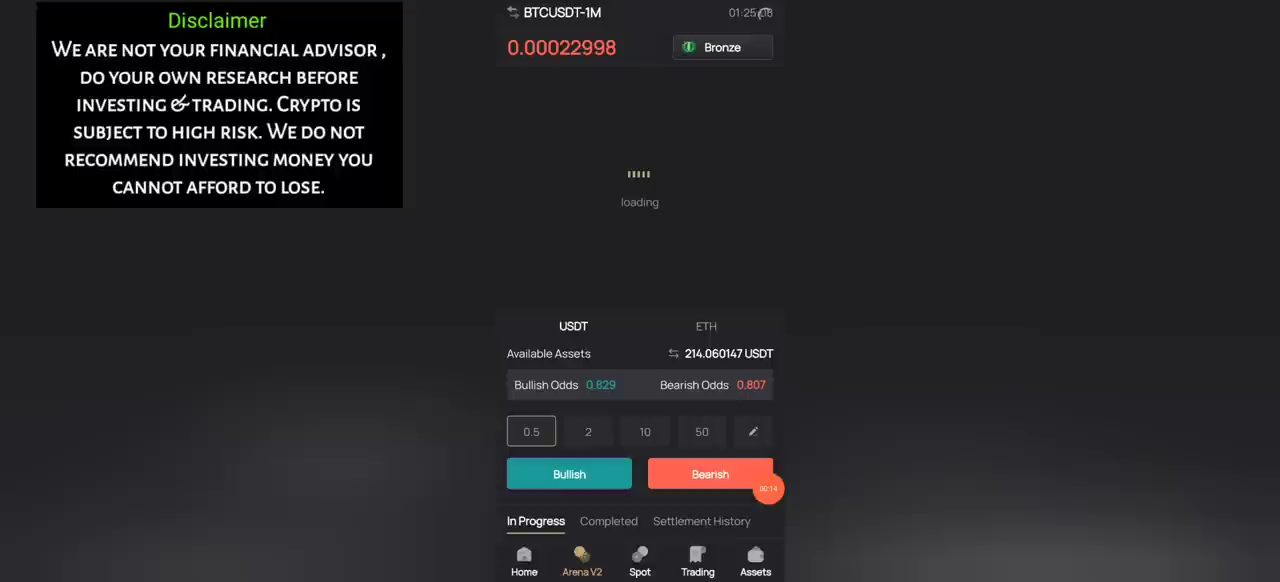 Disclaimer
We are not your financial advisor ,
do your own research before
investing & trading. Crypto is
subject to high risk. We do not
recommend investing money you
cannot afford to lose.
BTCUSDT-1M
0.00022998
Bronze
loading
USDT ETH
Available Assets 214.060147 USDT
Bullish Odds 0.829 Bearish Odds 0.807
0.5 2 10 50
Bullish Bearish
00:14
In Progress Completed Settlement History
Home Arena V2 Spot Trading Assets